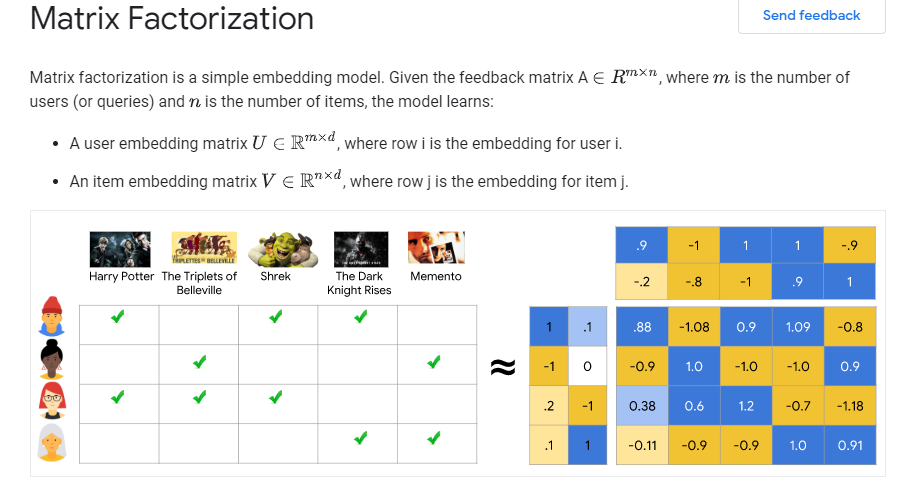 Matrix Factorization
Send feedback
Matrix factorization is a simple embedding model. Given the feedback matrix A ∈ R^{m×n}, where m is the number of
users (or queries) and n is the number of items, the model learns:
• A user embedding matrix U ∈ ℝ^{m×d}, where row i is the embedding for user i.
• An item embedding matrix V ∈ ℝ^{n×d}, where row j is the embedding for item j.
Harry Potter The Triplets of Belleville Shrek The Dark Knight Rises Memento
.9 -1 1 1 -.9
-.2 -.8 -1 .9 1
✔ ✔ ✔
✔ ✔
✔ ✔ ✔
✔ ✔
≈
1 .1 .88 -1.08 0.9 1.09 -0.8
-1 0 -0.9 1.0 -1.0 -1.0 0.9
.2 -1 0.38 0.6 1.2 -0.7 -1.18
.1 1 -0.11 -0.9 -0.9 1.0 0.91